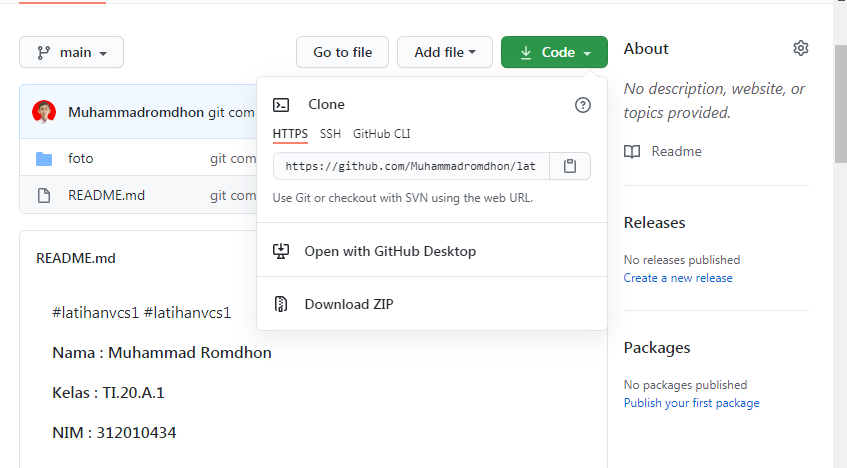 main
Go to file
Add file
Code
Muhammadromdhon git com
foto git com
README.md git com
Clone
HTTPS SSH GitHub CLI
https://github.com/Muhammadromdhon/lat
Use Git or checkout with SVN using the web URL.
Open with GitHub Desktop
Download ZIP
README.md
#latihanvcs1 #latihanvcs1
Nama : Muhammad Romdhon
Kelas : TI.20.A.1
NIM : 312010434
About
No description, website, or
topics provided.
Readme
Releases
No releases published
Create a new release
Packages
No packages published
Publish your first package